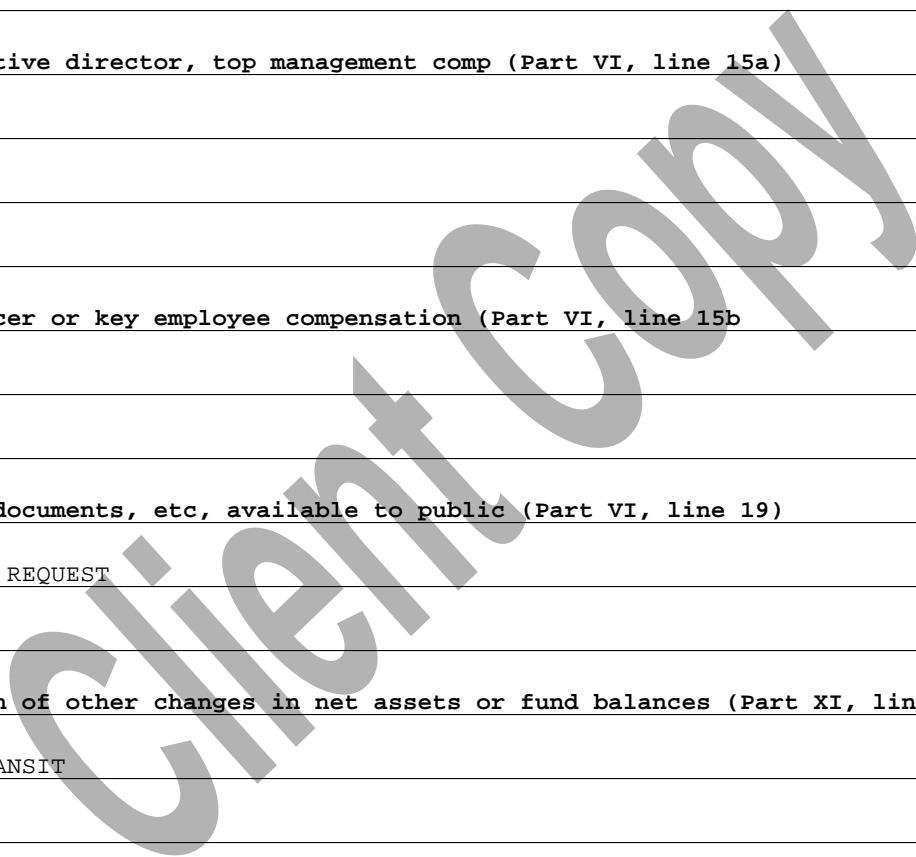 tive director, top management comp (Part VI, line 15a)
cer or key employee compensation (Part VI, line 15b
documents, etc, available to public (Part VI, line 19)
REQUEST
n of other changes in net assets or fund balances (Part XI, lin
ANSIT
Client Copy